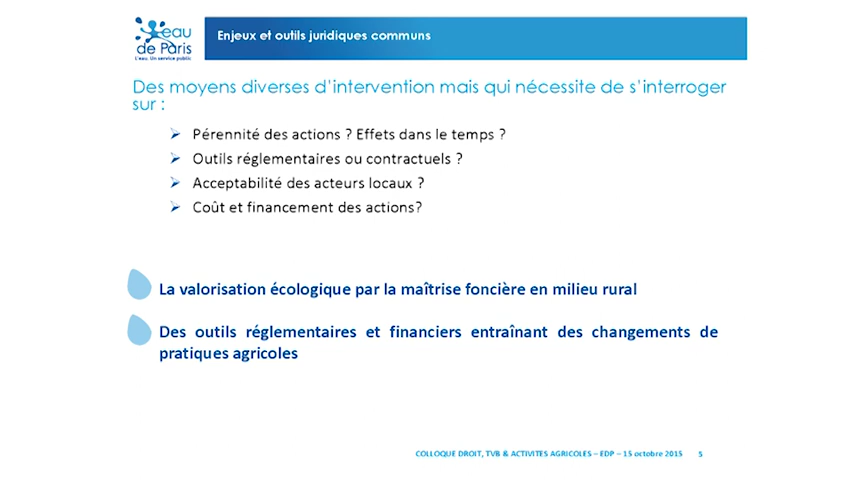 eau
de Paris
L'eau. Un service public
Enjeux et outils juridiques communs
Des moyens diverses d'intervention mais qui nécessite de s'interroger
sur :
Pérennité des actions ? Effets dans le temps ?
Outils réglementaires ou contractuels ?
Acceptabilité des acteurs locaux ?
Coût et financement des actions?
La valorisation écologique par la maîtrise foncière en milieu rural
Des outils réglementaires et financiers entraînant des changements de
pratiques agricoles
COLLOQUE DROIT, TVB & ACTIVITES AGRICOLES – EDP – 15 octobre 2015 5